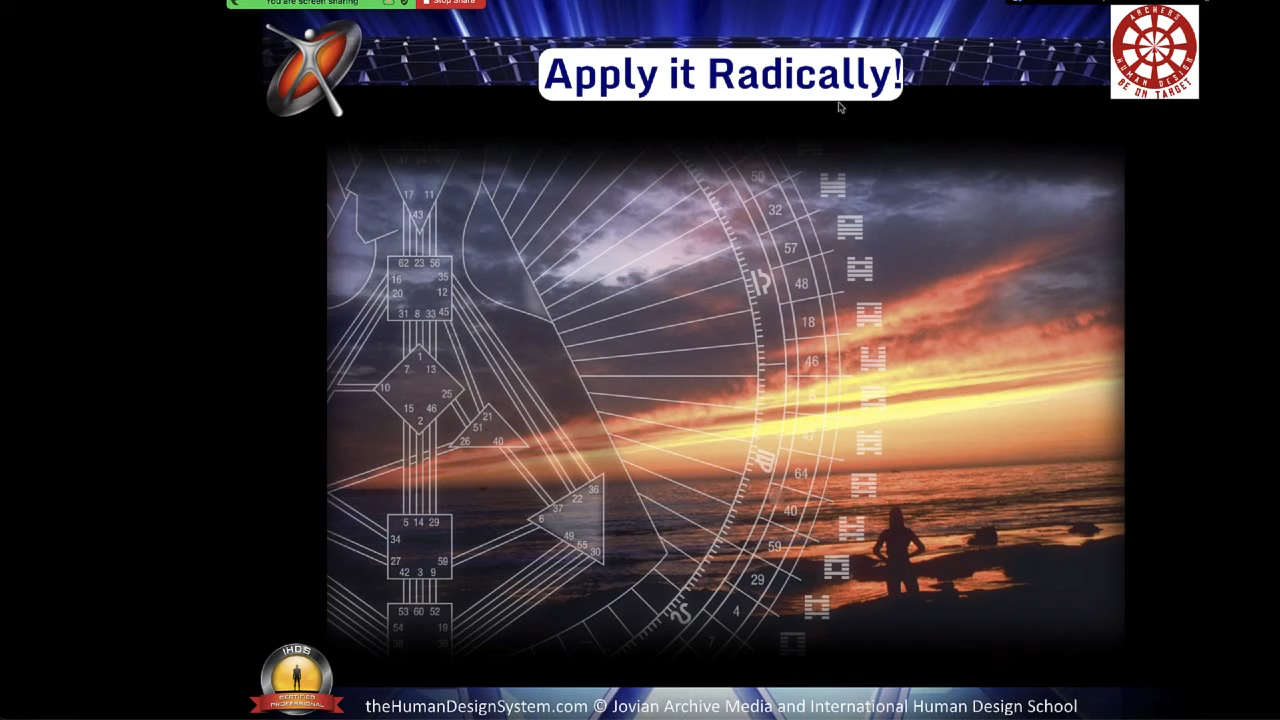 You are screen sharing
Stop Share
Apply it Radically!
ARCHERS
HUMAN DESIGN
BE ON TARGET
17 11
43
62 23 56
16
35
20
12
31 8 33 45
1
7 13
10
25
15 46
2
21
51
26 40
36
22
37
6
49
55
30
5 14 29
34
27
59
42 3 9
53 60 52
54
19
50
32
57
48
18
46
6
47
64
40
59
29
4
7
IHDS
CERTIFIED
PROFESSIONAL
theHumanDesignSystem.com © Jovian Archive Media and International Human Design School